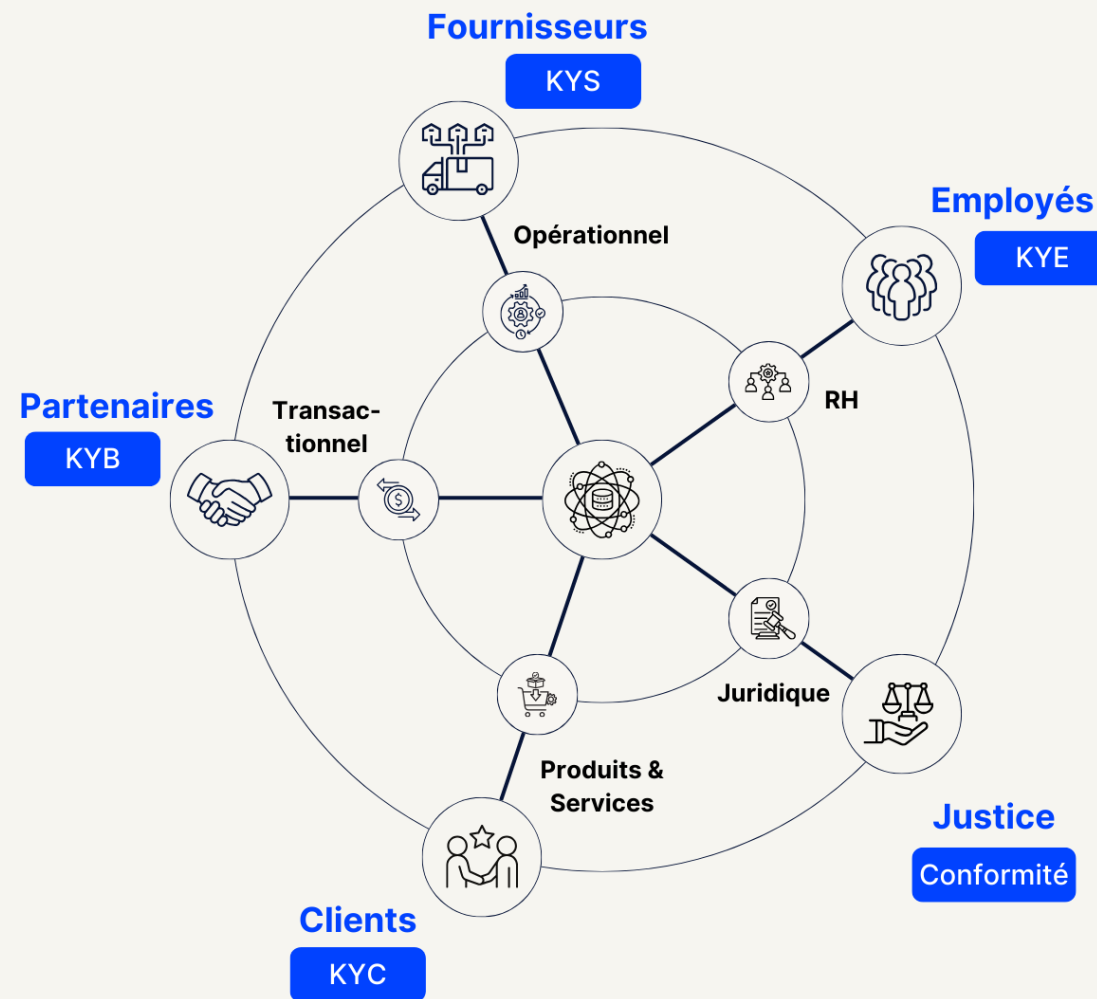 Fournisseurs
KYS
Employés
KYE
Opérationnel
RH
Partenaires
KYB
Transac-
tionnel
Juridique
Produits &
Services
Justice
Conformité
Clients
KYC
$